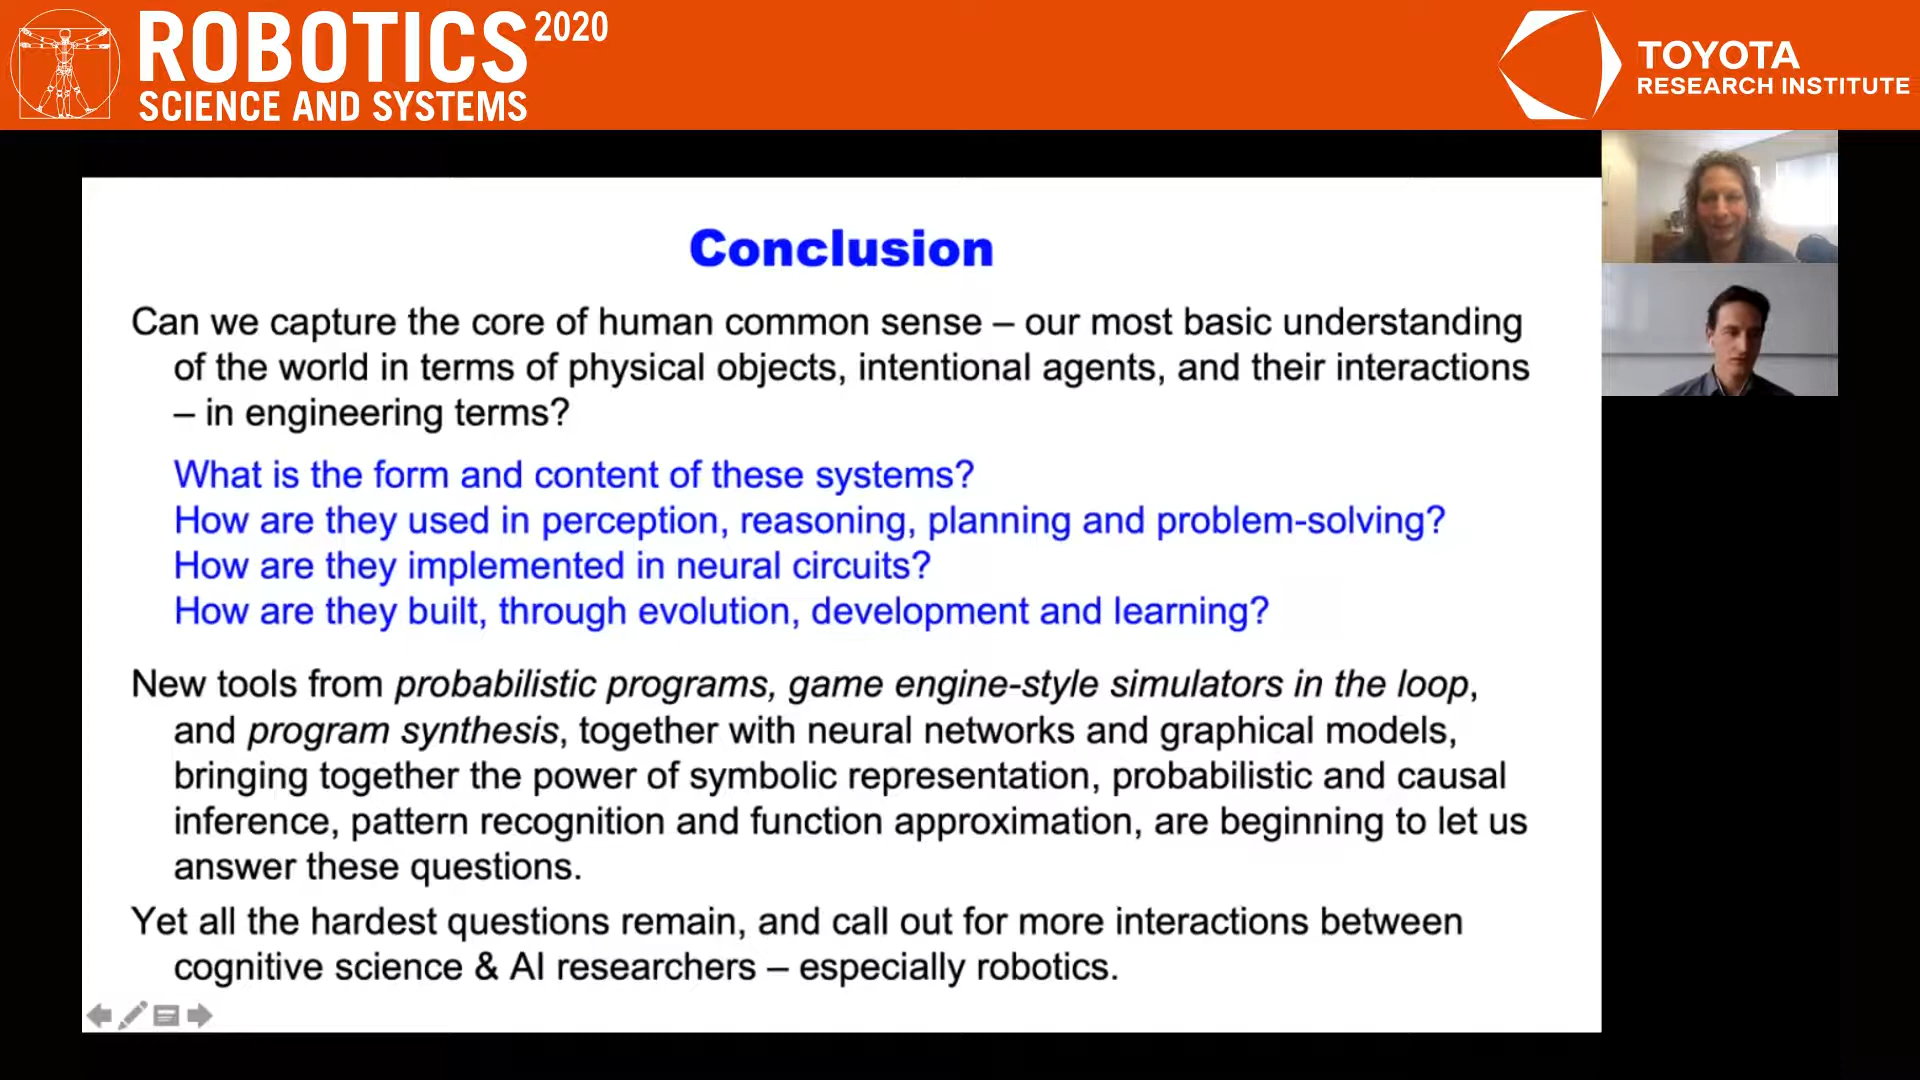 ROBOTICS 2020
SCIENCE AND SYSTEMS
TOYOTA
RESEARCH INSTITUTE
Conclusion
Can we capture the core of human common sense – our most basic understanding
of the world in terms of physical objects, intentional agents, and their interactions
– in engineering terms?
What is the form and content of these systems?
How are they used in perception, reasoning, planning and problem-solving?
How are they implemented in neural circuits?
How are they built, through evolution, development and learning?
New tools from probabilistic programs, game engine-style simulators in the loop,
and program synthesis, together with neural networks and graphical models,
bringing together the power of symbolic representation, probabilistic and causal
inference, pattern recognition and function approximation, are beginning to let us
answer these questions.
Yet all the hardest questions remain, and call out for more interactions between
cognitive science & AI researchers – especially robotics.